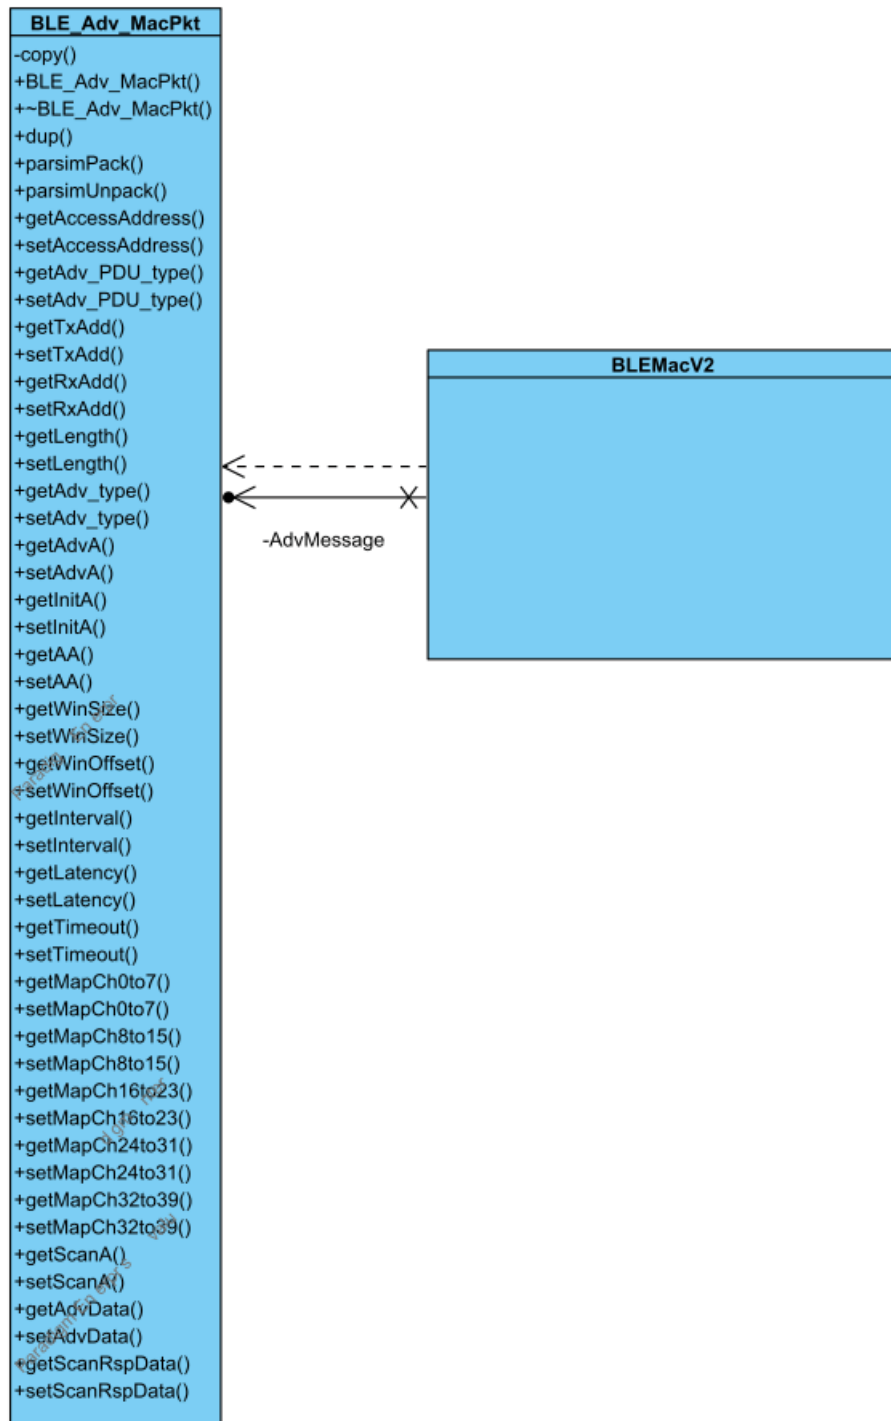 BLE_Adv_MacPkt
-copy()
+BLE_Adv_MacPkt()
+~BLE_Adv_MacPkt()
+dup()
+parsimPack()
+parsimUnpack()
+getAccessAddress()
+setAccessAddress()
+getAdv_PDU_type()
+setAdv_PDU_type()
+getTxAdd()
+setTxAdd()
+getRxAdd()
+setRxAdd()
+getLength()
+setLength()
+getAdv_type()
+setAdv_type()
+getAdvA()
+setAdvA()
+getInitA()
+setInitA()
+getAA()
+setAA()
+getWinSize()
+setWinSize()
+getWinOffset()
+setWinOffset()
+getInterval()
+setInterval()
+getLatency()
+setLatency()
+getTimeout()
+setTimeout()
+getMapCh0to7()
+setMapCh0to7()
+getMapCh8to15()
+setMapCh8to15()
+getMapCh16to23()
+setMapCh16to23()
+getMapCh24to31()
+setMapCh24to31()
+getMapCh32to39()
+setMapCh32to39()
+getScanA()
+setScanA()
+getAdvData()
+setAdvData()
+getScanRspData()
+setScanRspData()
BLEMacV2
-AdvMessage